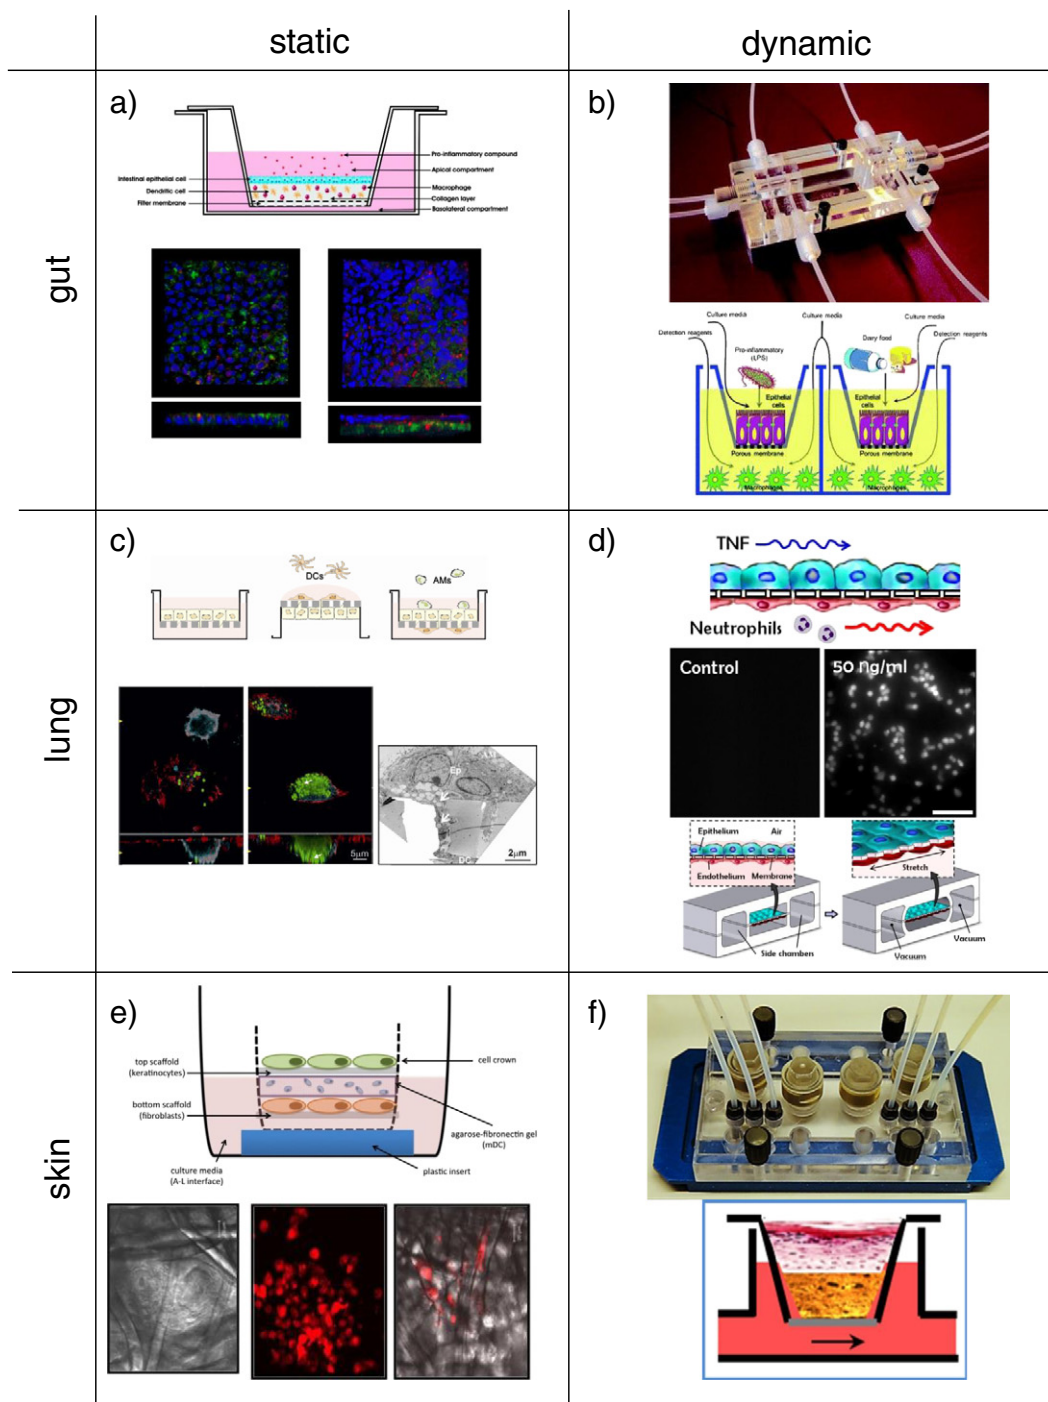 static
dynamic
gut
a)
Pro-inflammatory compound
Apical compartment
Intestinal epithelial cell
Dendritic cell
Macrophage
Collagen layer
Filter membrane
Basolateral compartment
b)
Culture media
Culture media
Culture media
Detection reagents
Detection reagents
Pro-inflammatory
(LPS)
Dairy food
Epithelial
cells
Epithelial
cells
Porous membrane
Porous membrane
Macrophages
Macrophages
lung
c)
DCs
AMs
Ep
DC
5µm
2µm
d)
TNF
Neutrophils
Control
50 ng/ml
Epithelium
Air
Endothelium
Membrane
Stretch
Side chambers
Vacuum
Vacuum
skin
e)
top scaffold
(keratinocytes)
cell crown
bottom scaffold
(fibroblasts)
agarose-fibronectin gel
(mDC)
culture media
(A-L interface)
plastic insert
f)